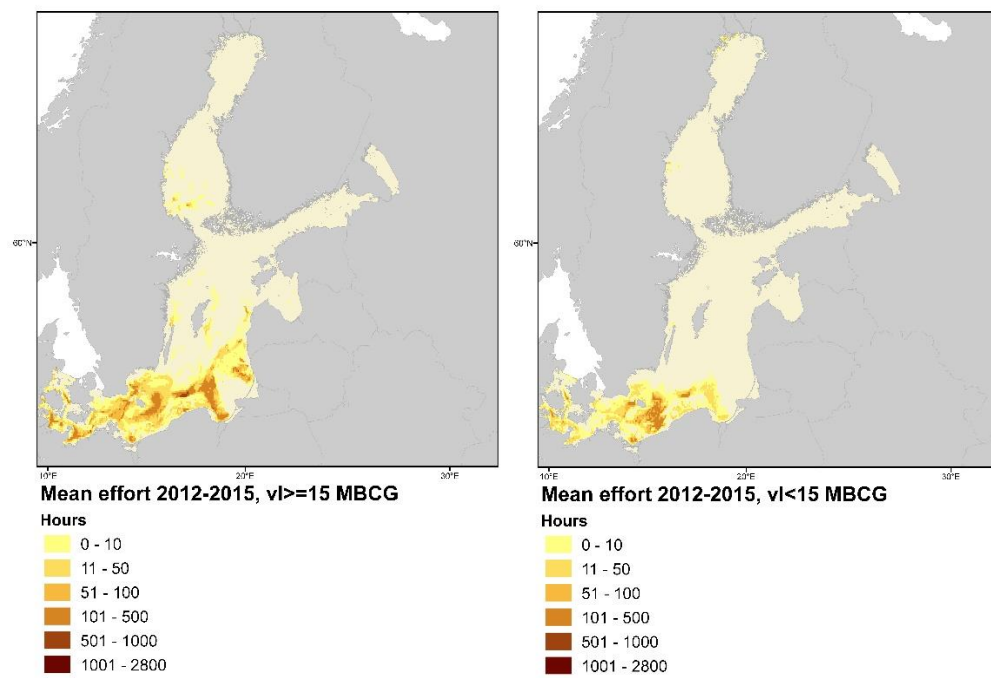 60°N
10°E
20°E
30°E
Mean effort 2012-2015, vl>=15 MBCG
Hours
0 - 10
11 - 50
51 - 100
101 - 500
501 - 1000
1001 - 2800
60°N
10°E
20°E
30°E
Mean effort 2012-2015, vl<15 MBCG
Hours
0 - 10
11 - 50
51 - 100
101 - 500
501 - 1000
1001 - 2800